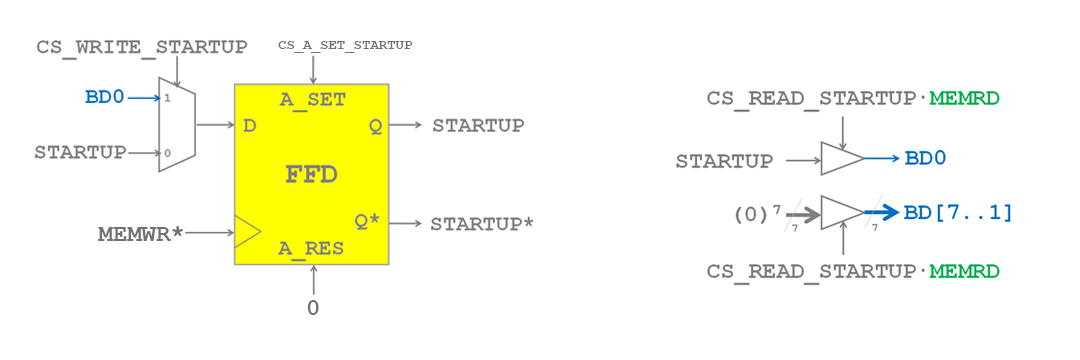 CS_WRITE_STARTUP
CS_A_SET_STARTUP
BD0
1
A_SET
STARTUP
0
D
Q
STARTUP
FFD
MEMWR*
Q*
STARTUP*
A_RES
0
CS_READ_STARTUP·MEMRD
STARTUP
BD0
(0)⁷
7
7
BD[7..1]
CS_READ_STARTUP·MEMRD